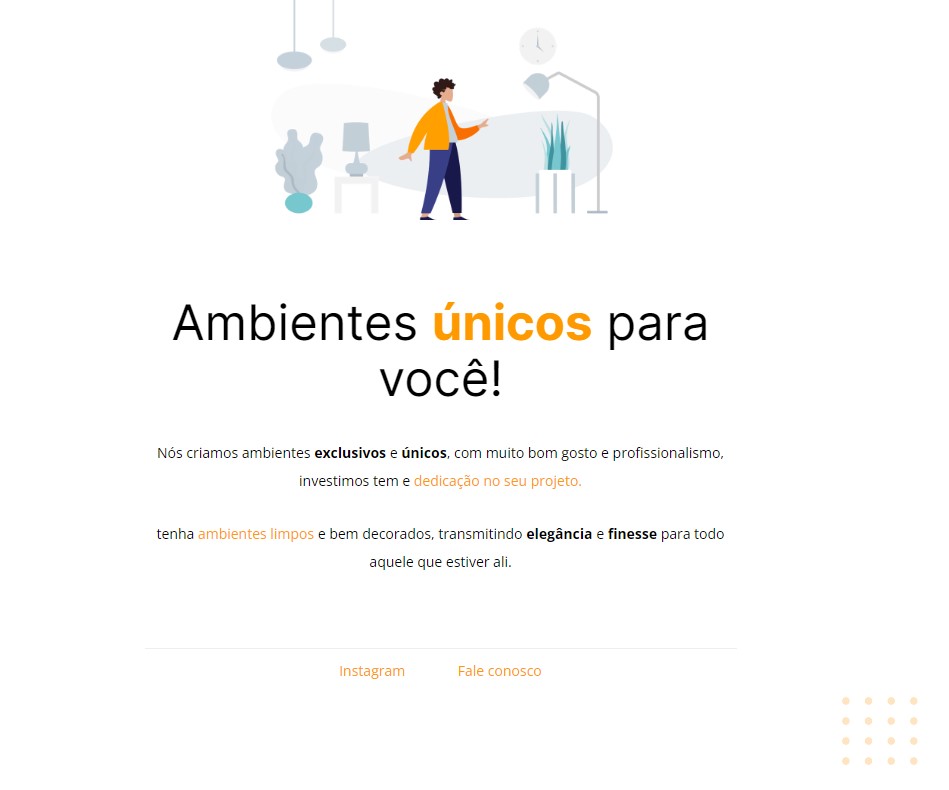 Ambientes únicos para
você!
Nós criamos ambientes exclusivos e únicos, com muito bom gosto e profissionalismo,
investimos tem e dedicação no seu projeto.
tenha ambientes limpos e bem decorados, transmitindo elegância e finesse para todo
aquele que estiver ali.
Instagram Fale conosco